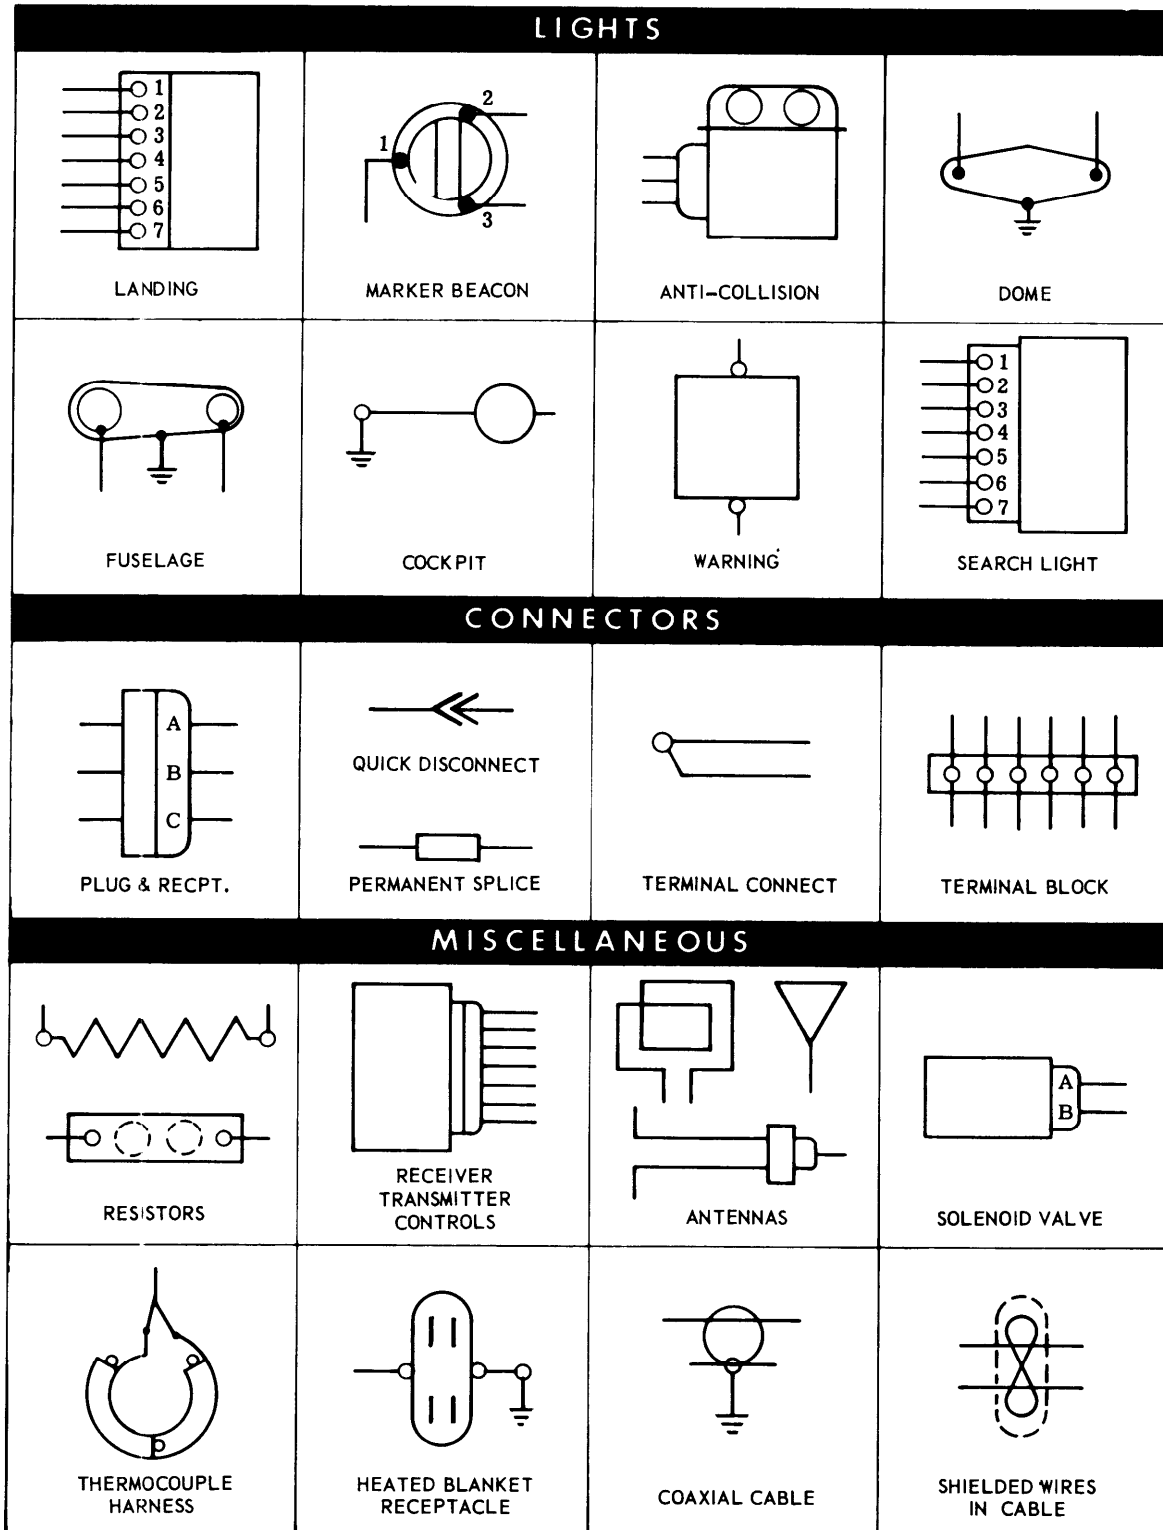 LIGHTS
1
2
3
4
5
6
7
LANDING
1
2
3
MARKER BEACON
ANTI-COLLISION
DOME
FUSELAGE
COCKPIT
WARNING
1
2
3
4
5
6
7
SEARCH LIGHT
CONNECTORS
A
B
C
PLUG & RECPT.
QUICK DISCONNECT
PERMANENT SPLICE
TERMINAL CONNECT
TERMINAL BLOCK
MISCELLANEOUS
RESISTORS
RECEIVER
TRANSMITTER
CONTROLS
ANTENNAS
A
B
SOLENOID VALVE
THERMOCOUPLE
HARNESS
HEATED BLANKET
RECEPTACLE
COAXIAL CABLE
SHIELDED WIRES
IN CABLE